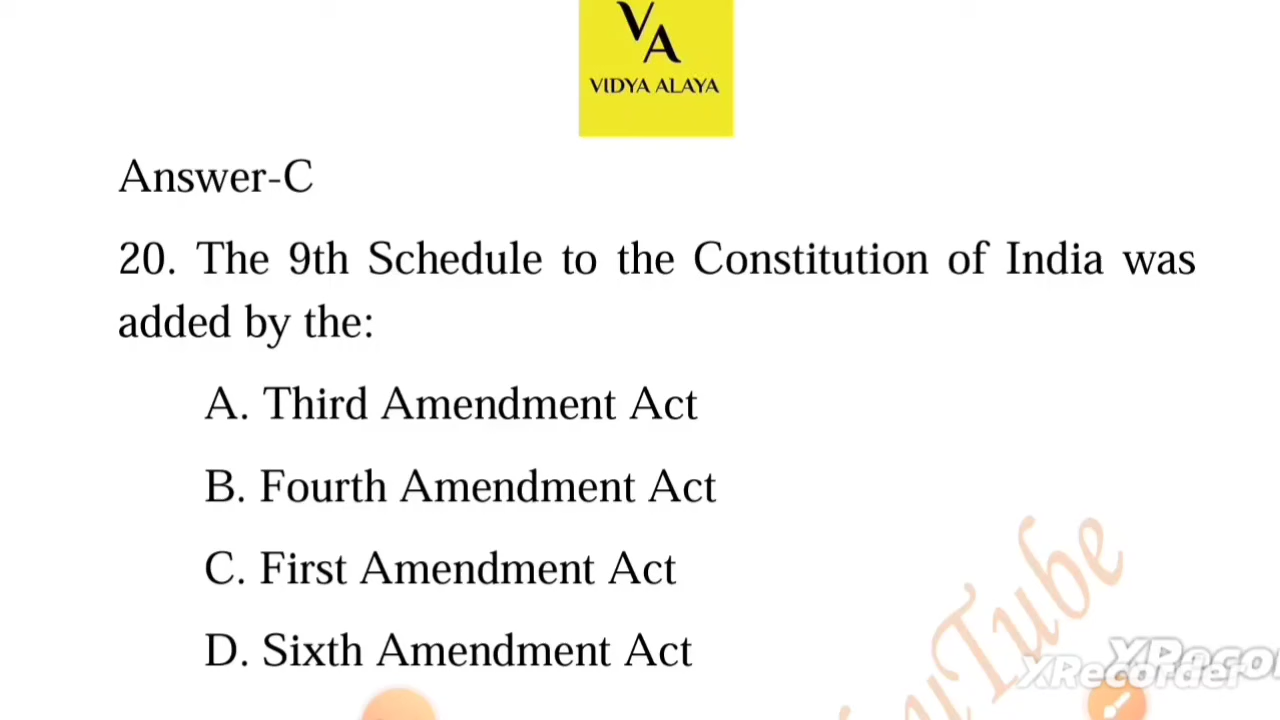 VA
VIDYA ALAYA
Answer-C
20. The 9th Schedule to the Constitution of India was
added by the:
A. Third Amendment Act
B. Fourth Amendment Act
C. First Amendment Act
D. Sixth Amendment Act
uTube
XRecorder